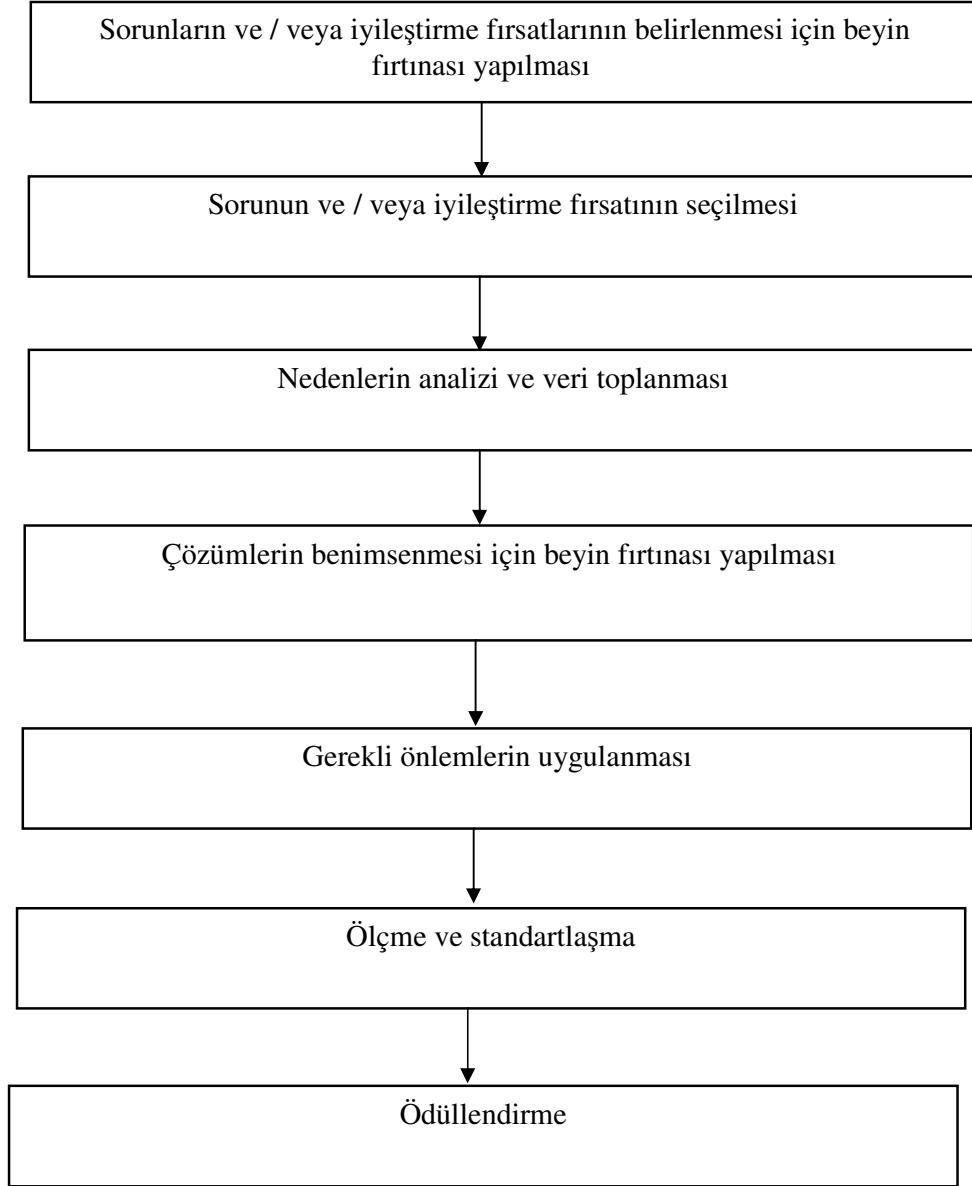 Sorunların ve / veya iyileştirme fırsatlarının belirlenmesi için beyin
fırtınası yapılması
Sorunun ve / veya iyileştirme fırsatının seçilmesi
Nedenlerin analizi ve veri toplanması
Çözümlerin benimsenmesi için beyin fırtınası yapılması
Gerekli önlemlerin uygulanması
Ölçme ve standartlaşma
Ödüllendirme